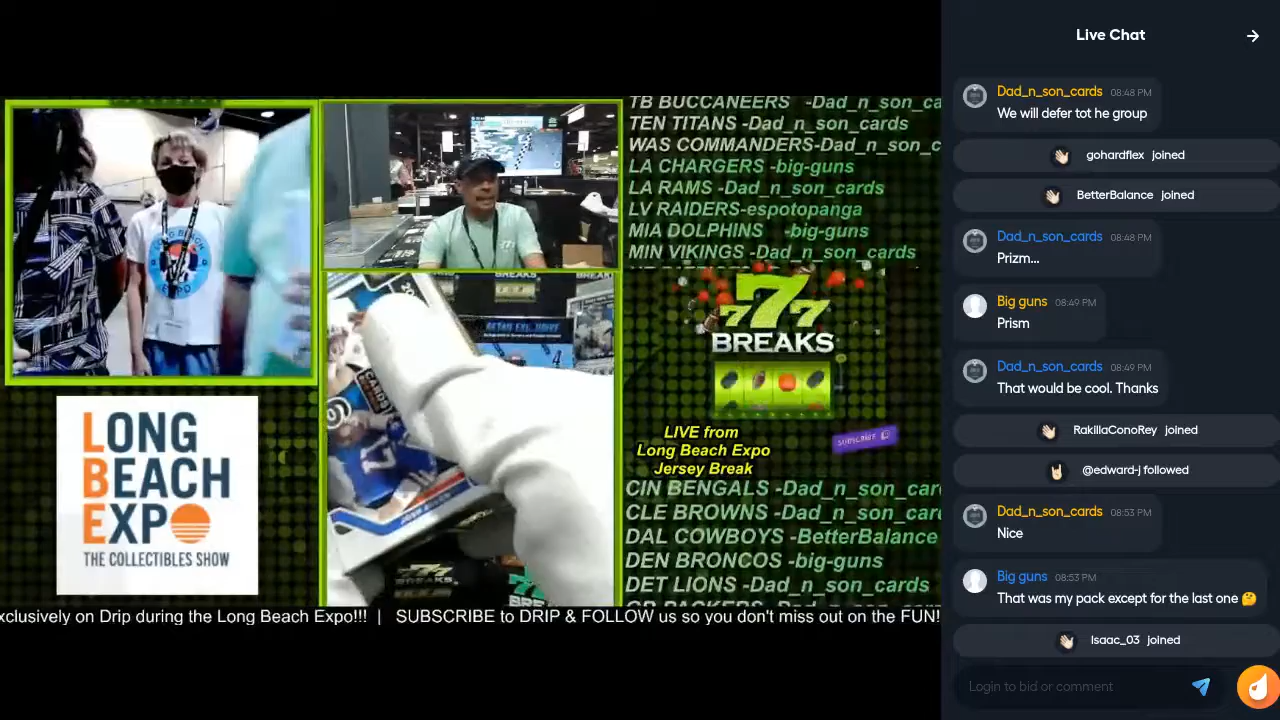 TB BUCCANEERS -Dad_n_son_ca
TEN TITANS -Dad_n_son_cards
WAS COMMANDERS-Dad_n_son_c
LA CHARGERS -big-guns
LA RAMS -Dad_n_son_cards
LV RAIDERS-espotopanga
MIA DOLPHINS -big-guns
MIN VIKINGS -Dad_n_son_cards
777
BREAKS
LIVE from
Long Beach Expo
Jersey Break
SUBSCRIBE
CIN BENGALS -Dad_n_son_car
CLE BROWNS -Dad_n_son_car
DAL COWBOYS -BetterBalance
DEN BRONCOS -big-guns
DET LIONS -Dad_n_son_cards
LONG BEACH
EXPO
BREAKS
777
BREAKS
LONG
BEACH
EXPO
THE COLLECTIBLES SHOW
xclusively on Drip during the Long Beach Expo!!! | SUBSCRIBE to DRIP & FOLLOW us so you don't miss out on the FUN!
Live Chat
Dad_n_son_cards 08:48 PM
We will defer tot he group
gohardflex joined
BetterBalance joined
Dad_n_son_cards 08:48 PM
Prizm...
Big guns 08:49 PM
Prism
Dad_n_son_cards 08:49 PM
That would be cool. Thanks
RakillaConoRey joined
@edward-j followed
Dad_n_son_cards 08:53 PM
Nice
Big guns 08:53 PM
That was my pack except for the last one 🤔
Isaac_03 joined
Login to bid or comment